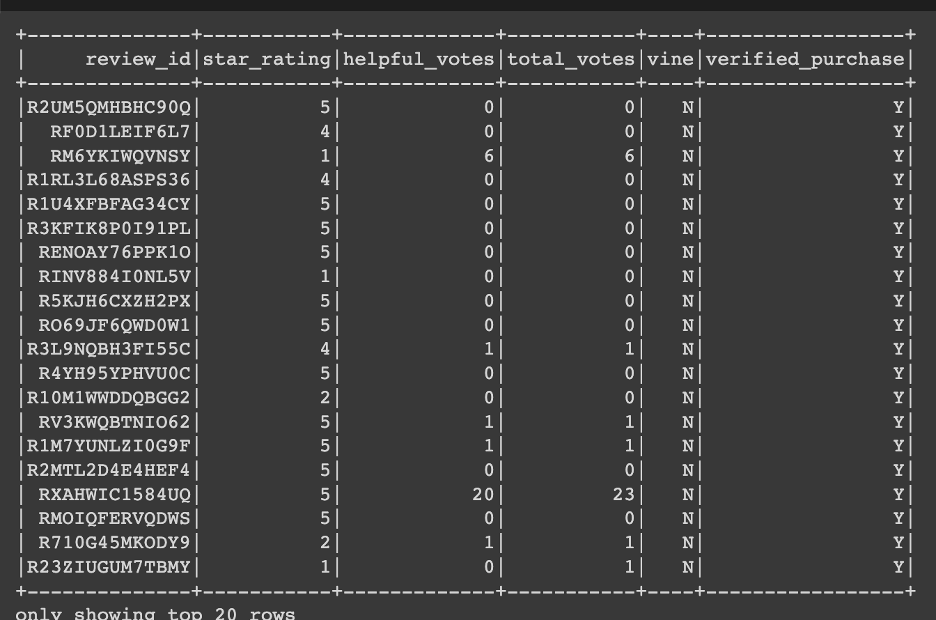 +--------------+-----------+-------------+-----------+----+-----------------+
|     review_id|star_rating|helpful_votes|total_votes|vine|verified_purchase|
+--------------+-----------+-------------+-----------+----+-----------------+
|R2UM5QMHBHC90Q|          5|            0|          0|   N|                Y|
|  RF0D1LEIF6L7|          4|            0|          0|   N|                Y|
|  RM6YKIWQVNSY|          1|            6|          6|   N|                Y|
|R1RL3L68ASPS36|          4|            0|          0|   N|                Y|
|R1U4XFBFAG34CY|          5|            0|          0|   N|                Y|
|R3KFIK8P0I91PL|          5|            0|          0|   N|                Y|
| RENOAY76PPK1O|          5|            0|          0|   N|                Y|
| RINV884I0NL5V|          1|            0|          0|   N|                Y|
| R5KJH6CXZH2PX|          5|            0|          0|   N|                Y|
| RO69JF6QWD0W1|          5|            0|          0|   N|                Y|
|R3L9NQBH3FI55C|          4|            1|          1|   N|                Y|
| R4YH95YPHVU0C|          5|            0|          0|   N|                Y|
|R10M1WWDDQBGG2|          2|            0|          0|   N|                Y|
| RV3KWQBTNIO62|          5|            1|          1|   N|                Y|
|R1M7YUNLZI0G9F|          5|            1|          1|   N|                Y|
|R2MTL2D4E4HEF4|          5|            0|          0|   N|                Y|
| RXAHWIC1584UQ|          5|           20|         23|   N|                Y|
| RMOIQFERVQDWS|          5|            0|          0|   N|                Y|
| R710G45MKODY9|          2|            1|          1|   N|                Y|
|R23ZIUGUM7TBMY|          1|            0|          1|   N|                Y|
+--------------+-----------+-------------+-----------+----+-----------------+
only showing top 20 rows